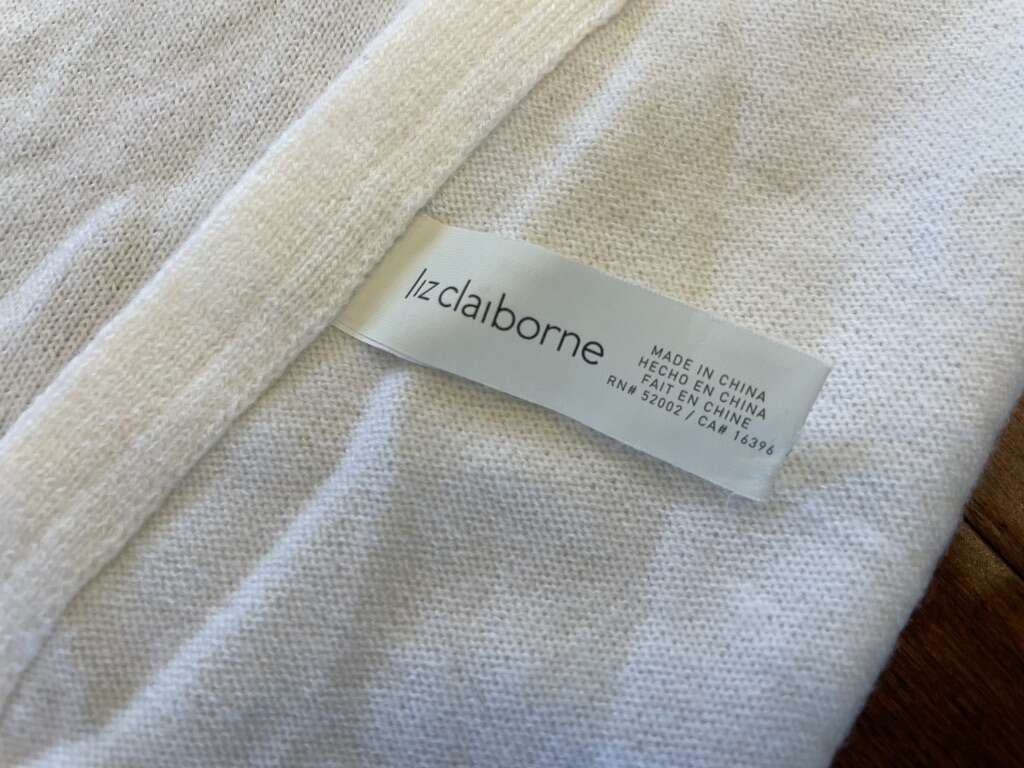 liz claiborne
MADE IN CHINA
HECHO EN CHINA
FAIT EN CHINE
RN# 52002 / CA# 16396